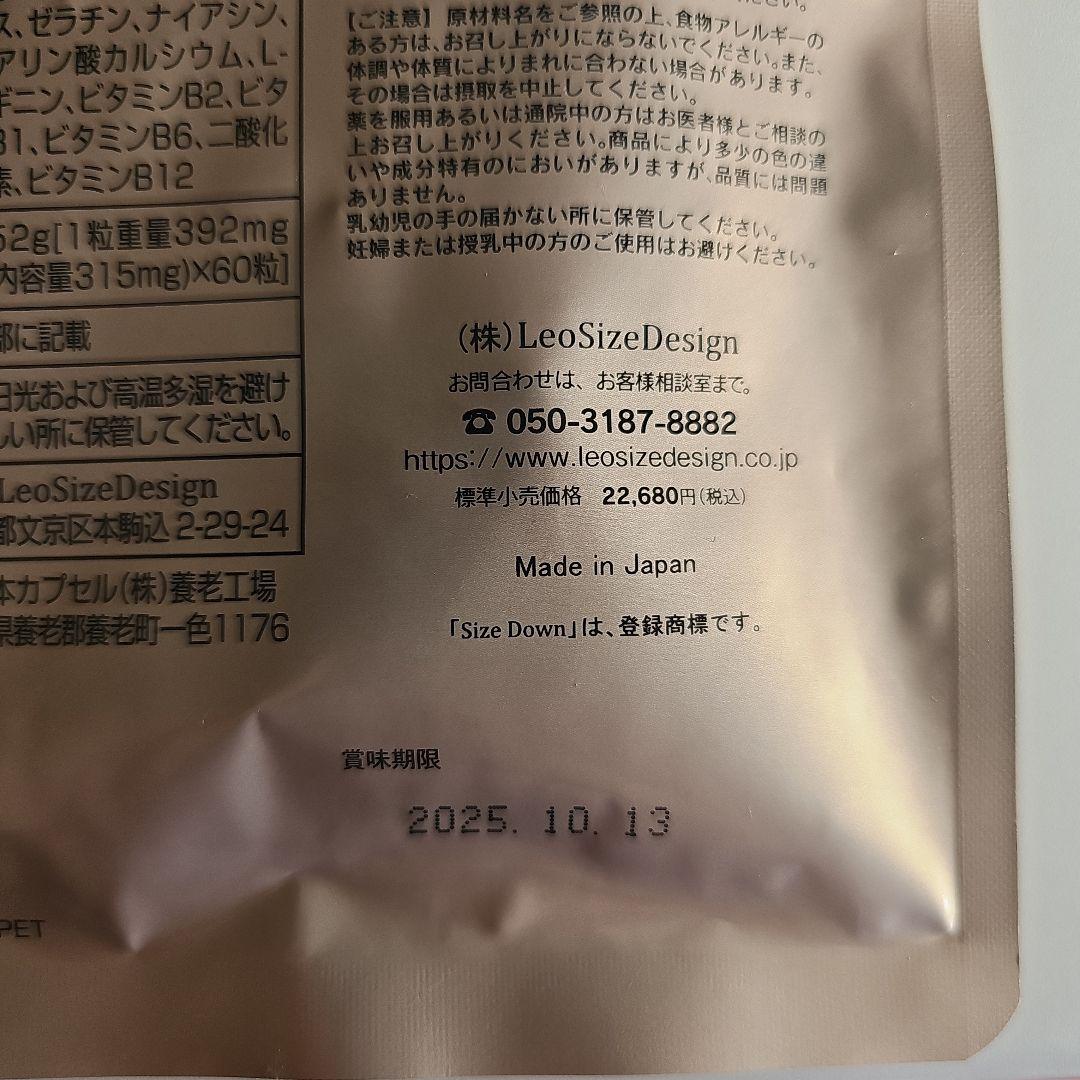 ス、ゼラチン、ナイアシン、
アリン酸カルシウム、L-
ギニン、ビタミンB2、ビタ
31、ビタミンB6、二酸化
素、ビタミンB12
52g[1粒重量392mg
内容量315mg)×60粒]
部に記載
日光および高温多湿を避け
しい所に保管してください。
LeoSizeDesign
都文京区本駒込 2-29-24
本カプセル(株)養老工場
県養老郡養老町一色1176
PET
ください。
【ご注意】原材料名をご参照の上、食物アレルギーの
ある方は、お召し上がりにならないでください。また、
体調や体質によりまれに合わない場合があります。
その場合は摂取を中止してください。
薬を服用あるいは通院中の方はお医者様とご相談の
上お召し上がりください。商品により多少の色の違
いや成分特有のにおいがありますが、品質には問題
ありません。
乳幼児の手の届かない所に保管してください。
妊婦または授乳中の方のご使用はお避けください。
(株)LeoSizeDesign
お問合わせは、お客様相談室まで。
☎ 050-3187-8882
https://www.leosizedesign.co.jp
標準小売価格 22,680円(税込)
Made in Japan
「Size Down」は、登録商標です。
賞味期限
2025. 10. 13